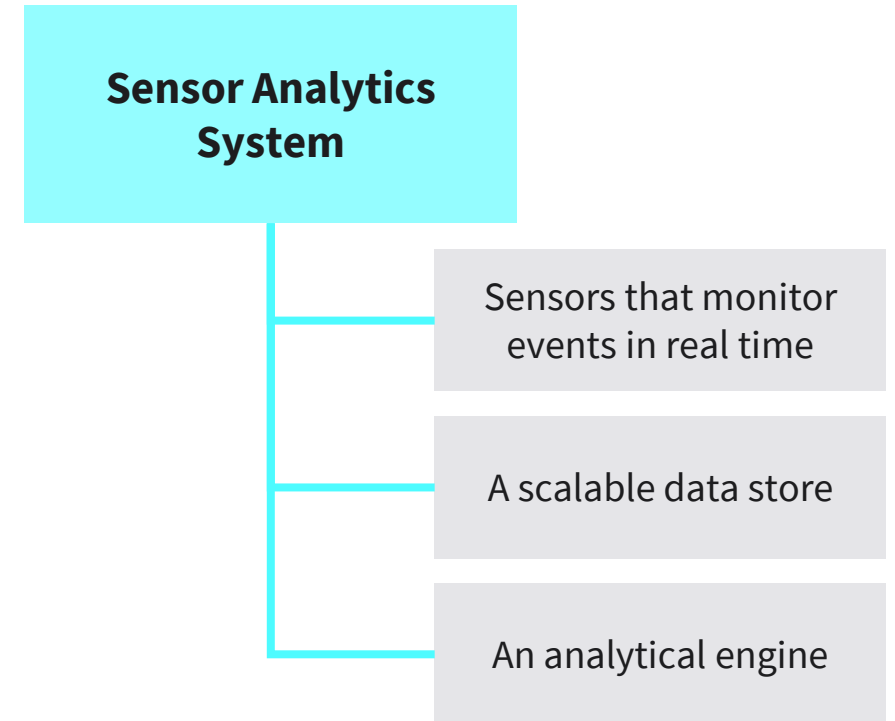 Sensor Analytics
System
Sensors that monitor
events in real time
A scalable data store
An analytical engine